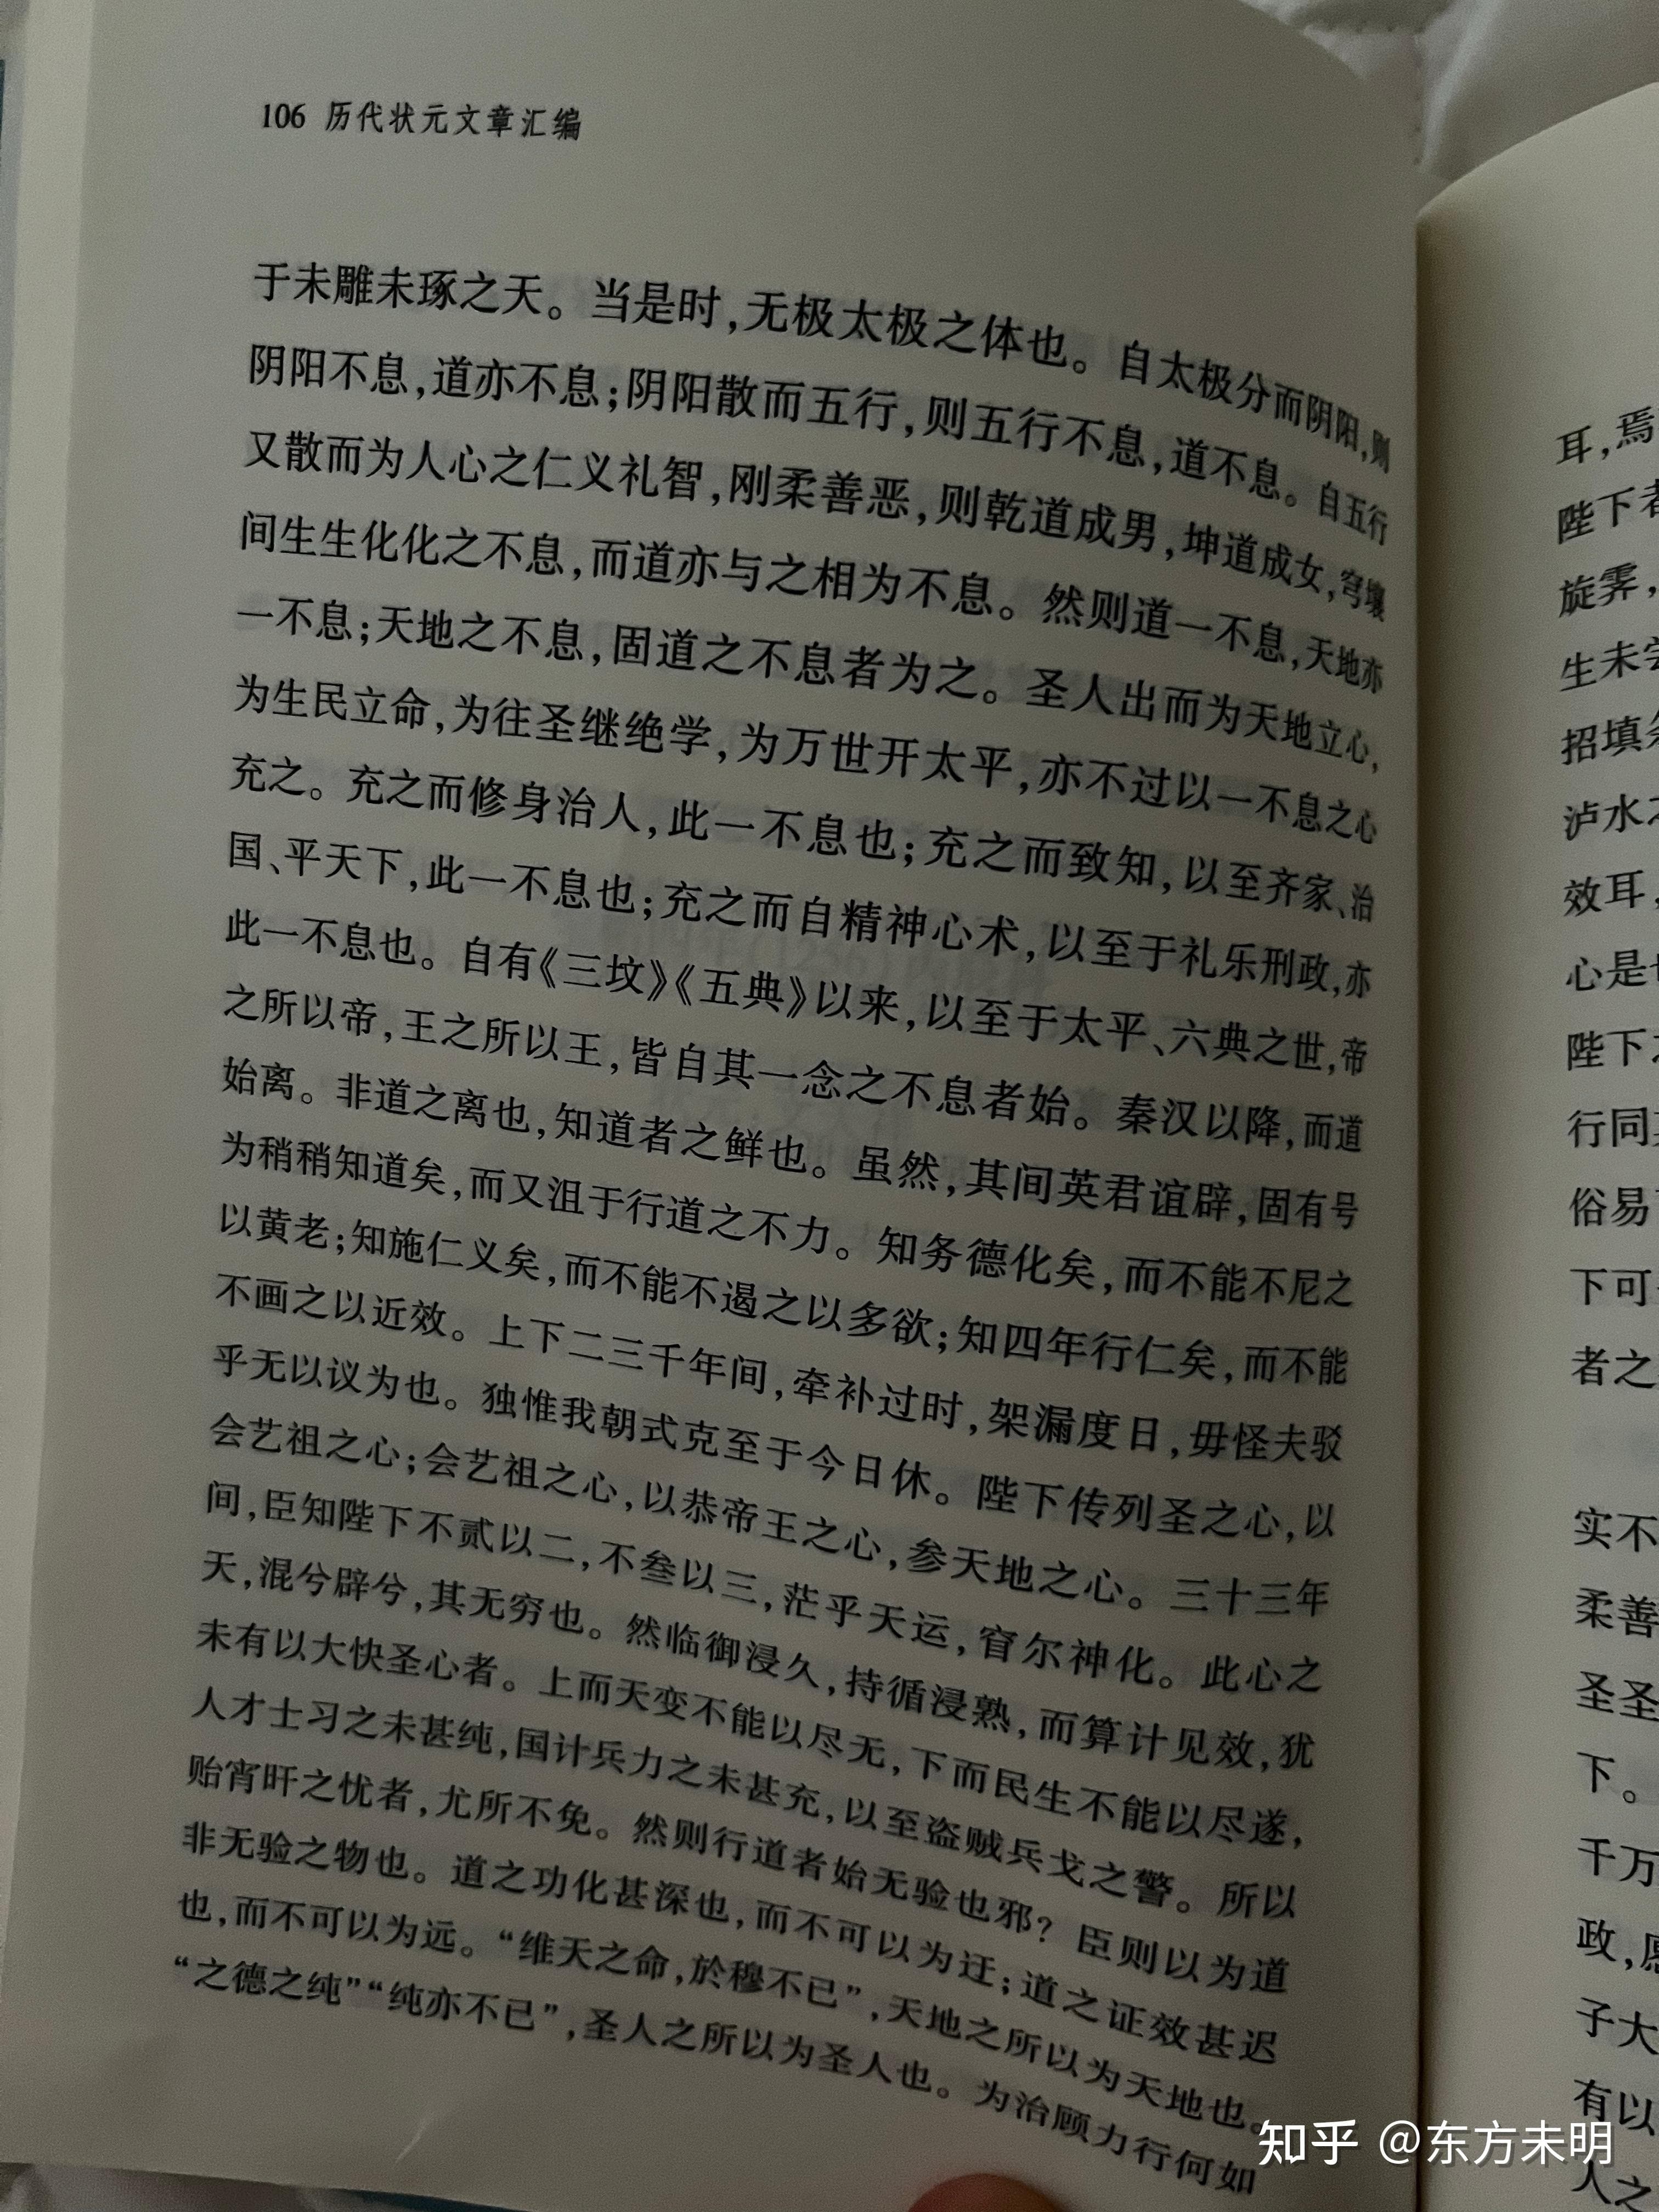 106 历代状元文章汇编
于未雕未琢之天。当是时,无极太极之体也。自太极分而阴阳,则
阴阳不息,道亦不息;阴阳散而五行,则五行不息,道不息。自五行
又散而为人心之仁义礼智,刚柔善恶,则乾道成男,坤道成女,穹壤
间生生化化之不息,而道亦与之相为不息。然则道一不息,天地亦
一不息;天地之不息,固道之不息者为之。圣人出而为天地立心,
为生民立命,为往圣继绝学,为万世开太平,亦不过以一不息之心
充之。充之而修身治人,此一不息也;充之而致知,以至齐家、治
国、平天下,此一不息也;充之而自精神心术,以至于礼乐刑政,亦
此一不息也。自有《三坟》《五典》以来,以至于太平、六典之世,帝
之所以帝,王之所以王,皆自其一念之不息者始。秦汉以降,而道
始离。非道之离也,知道者之鲜也。虽然,其间英君谊辟,固有号
为稍稍知道矣,而又沮于行道之不力。知务德化矣,而不能不尼之
以黄老;知施仁义矣,而不能不遏之以多欲;知四年行仁矣,而不能
不画之以近效。上下二三千年间,牵补过时,架漏度日,毋怪夫驳
乎无以议为也。独惟我朝式克至于今日休。陛下传列圣之心,以
会艺祖之心;会艺祖之心,以恭帝王之心,参天地之心。三十三年
间,臣知陛下不贰以二,不叁以三,茫乎天运,窅尔神化。此心之
天,混兮辟兮,其无穷也。然临御浸久,持循浸熟,而算计见效,犹
未有以大快圣心者。上而天变不能以尽无,下而民生不能以尽遂,
人才士习之未甚纯,国计兵力之未甚充,以至盗贼兵戈之警。所以
贻宵旰之忧者,尤所不免。然则行道者始无验也邪?臣则以为道
非无验之物也。道之功化甚深也,而不可以为迂;道之证效甚迟
也,而不可以为远。“维天之命,於穆不已”,天地之所以为天地也。
“之德之纯”“纯亦不已”,圣人之所以为圣人也。为治顾力行何如
耳,焉
陛下者
旋霁,
生未尝
招填
泸水之
效耳,
心是
陛下
行同
俗易
下可
者之
实不
柔善
圣圣
下。
千万
政,愿
子大
有以
人之
知乎 @东方未明